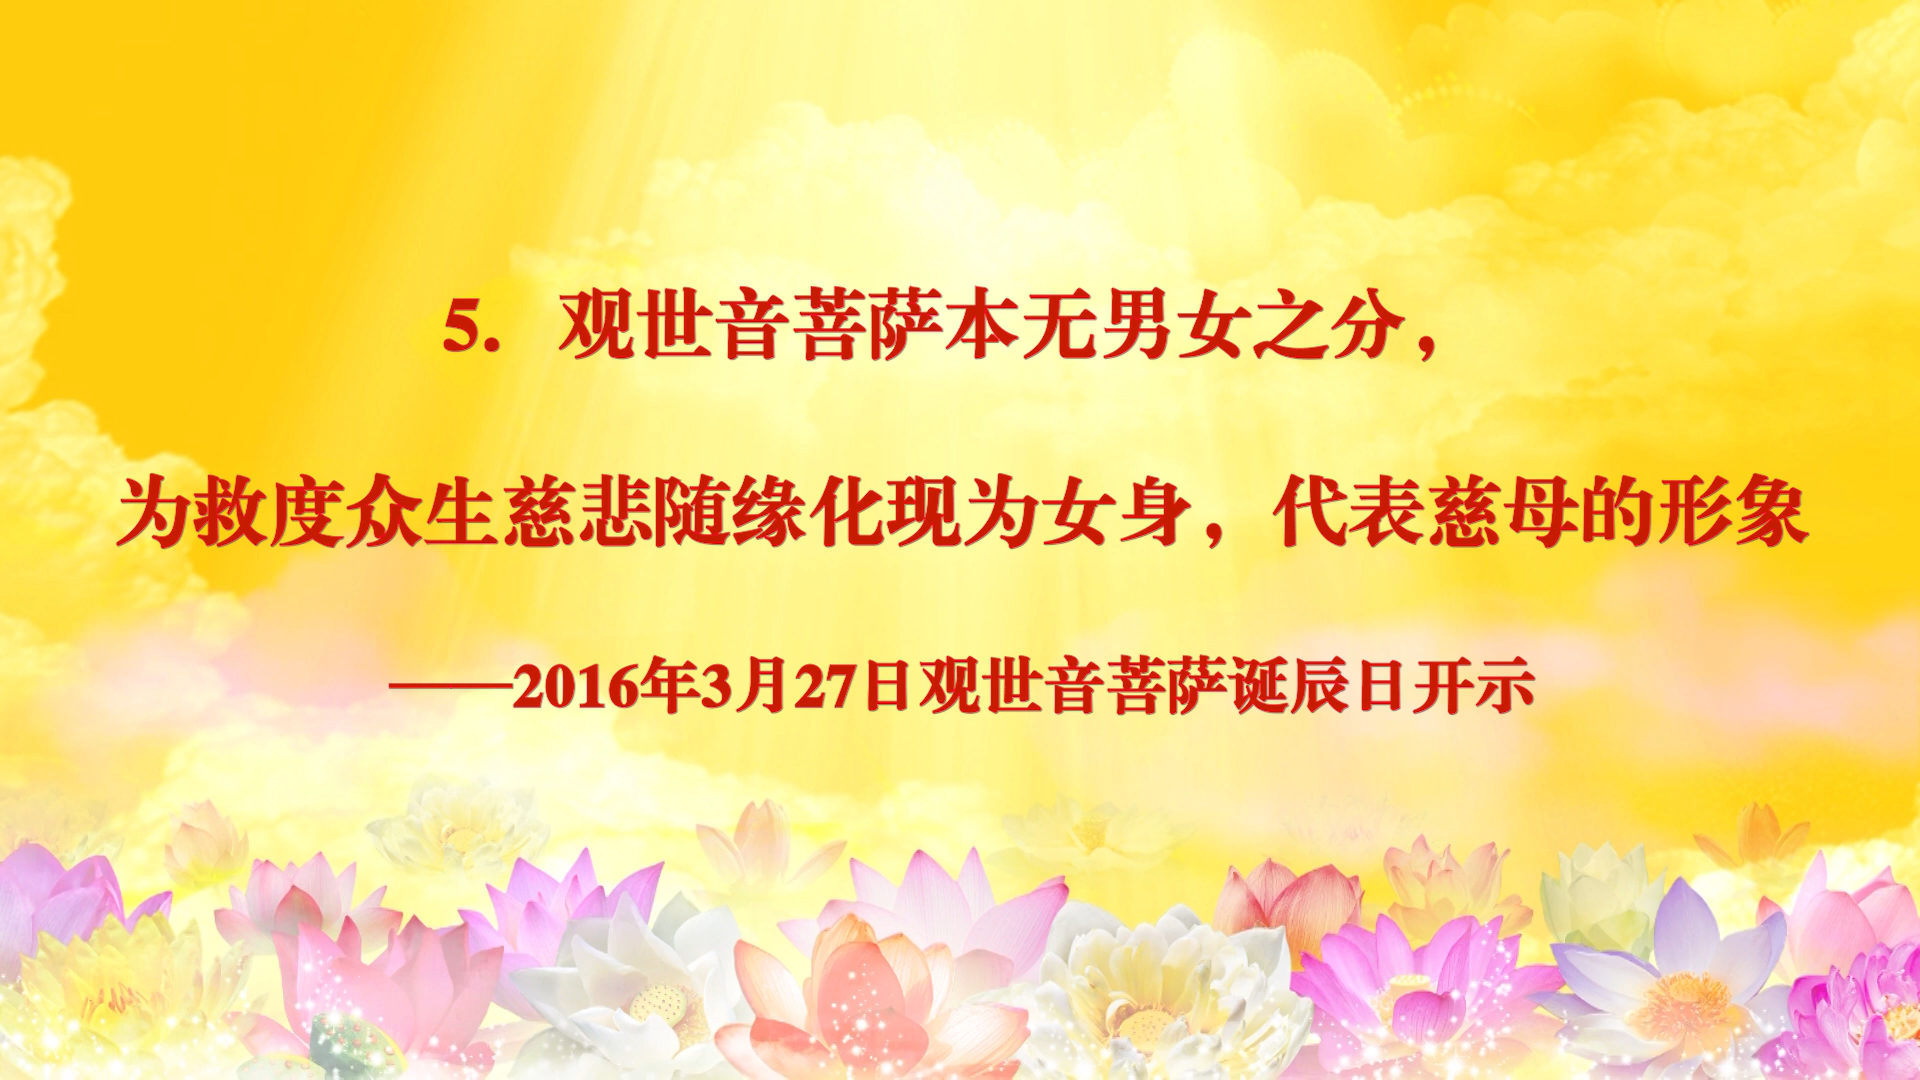 5. 观世音菩萨本无男女之分，
为救度众生慈悲随缘化现为女身，代表慈母的形象
——2016年3月27日观世音菩萨诞辰日开示